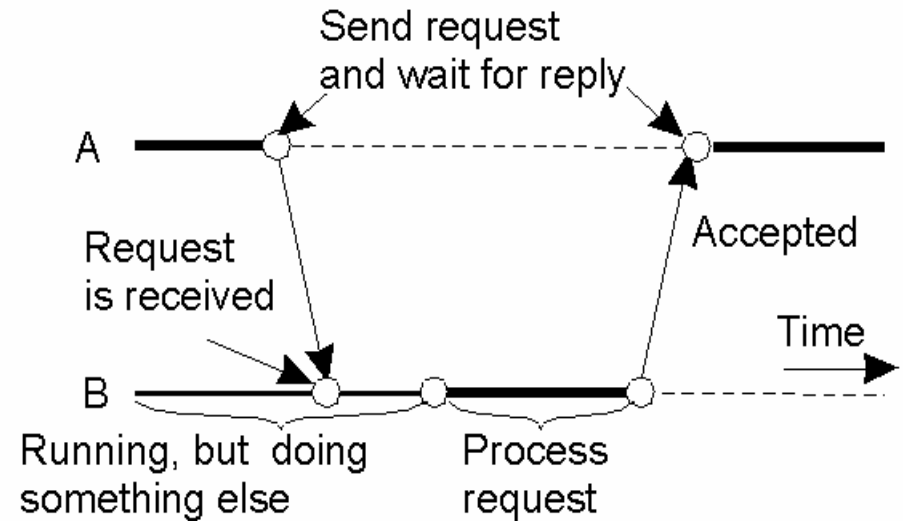 Send request
and wait for reply
A
Request
is received
Accepted
Time
B
Running, but doing
something else
Process
request